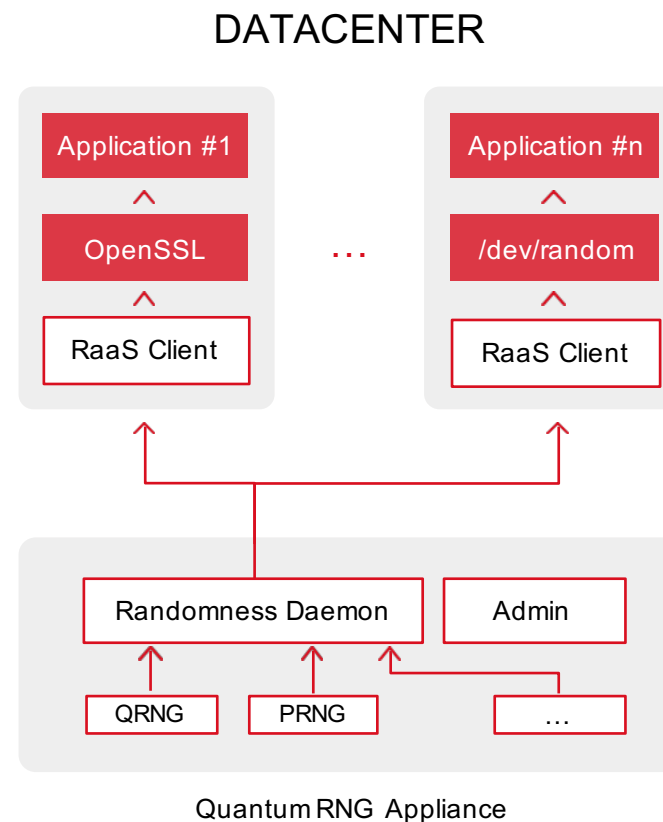 DATACENTER
Application #1
OpenSSL
RaaS Client
...
Application #n
/dev/random
RaaS Client
Randomness Daemon
Admin
QRNG
PRNG
...
Quantum RNG Appliance